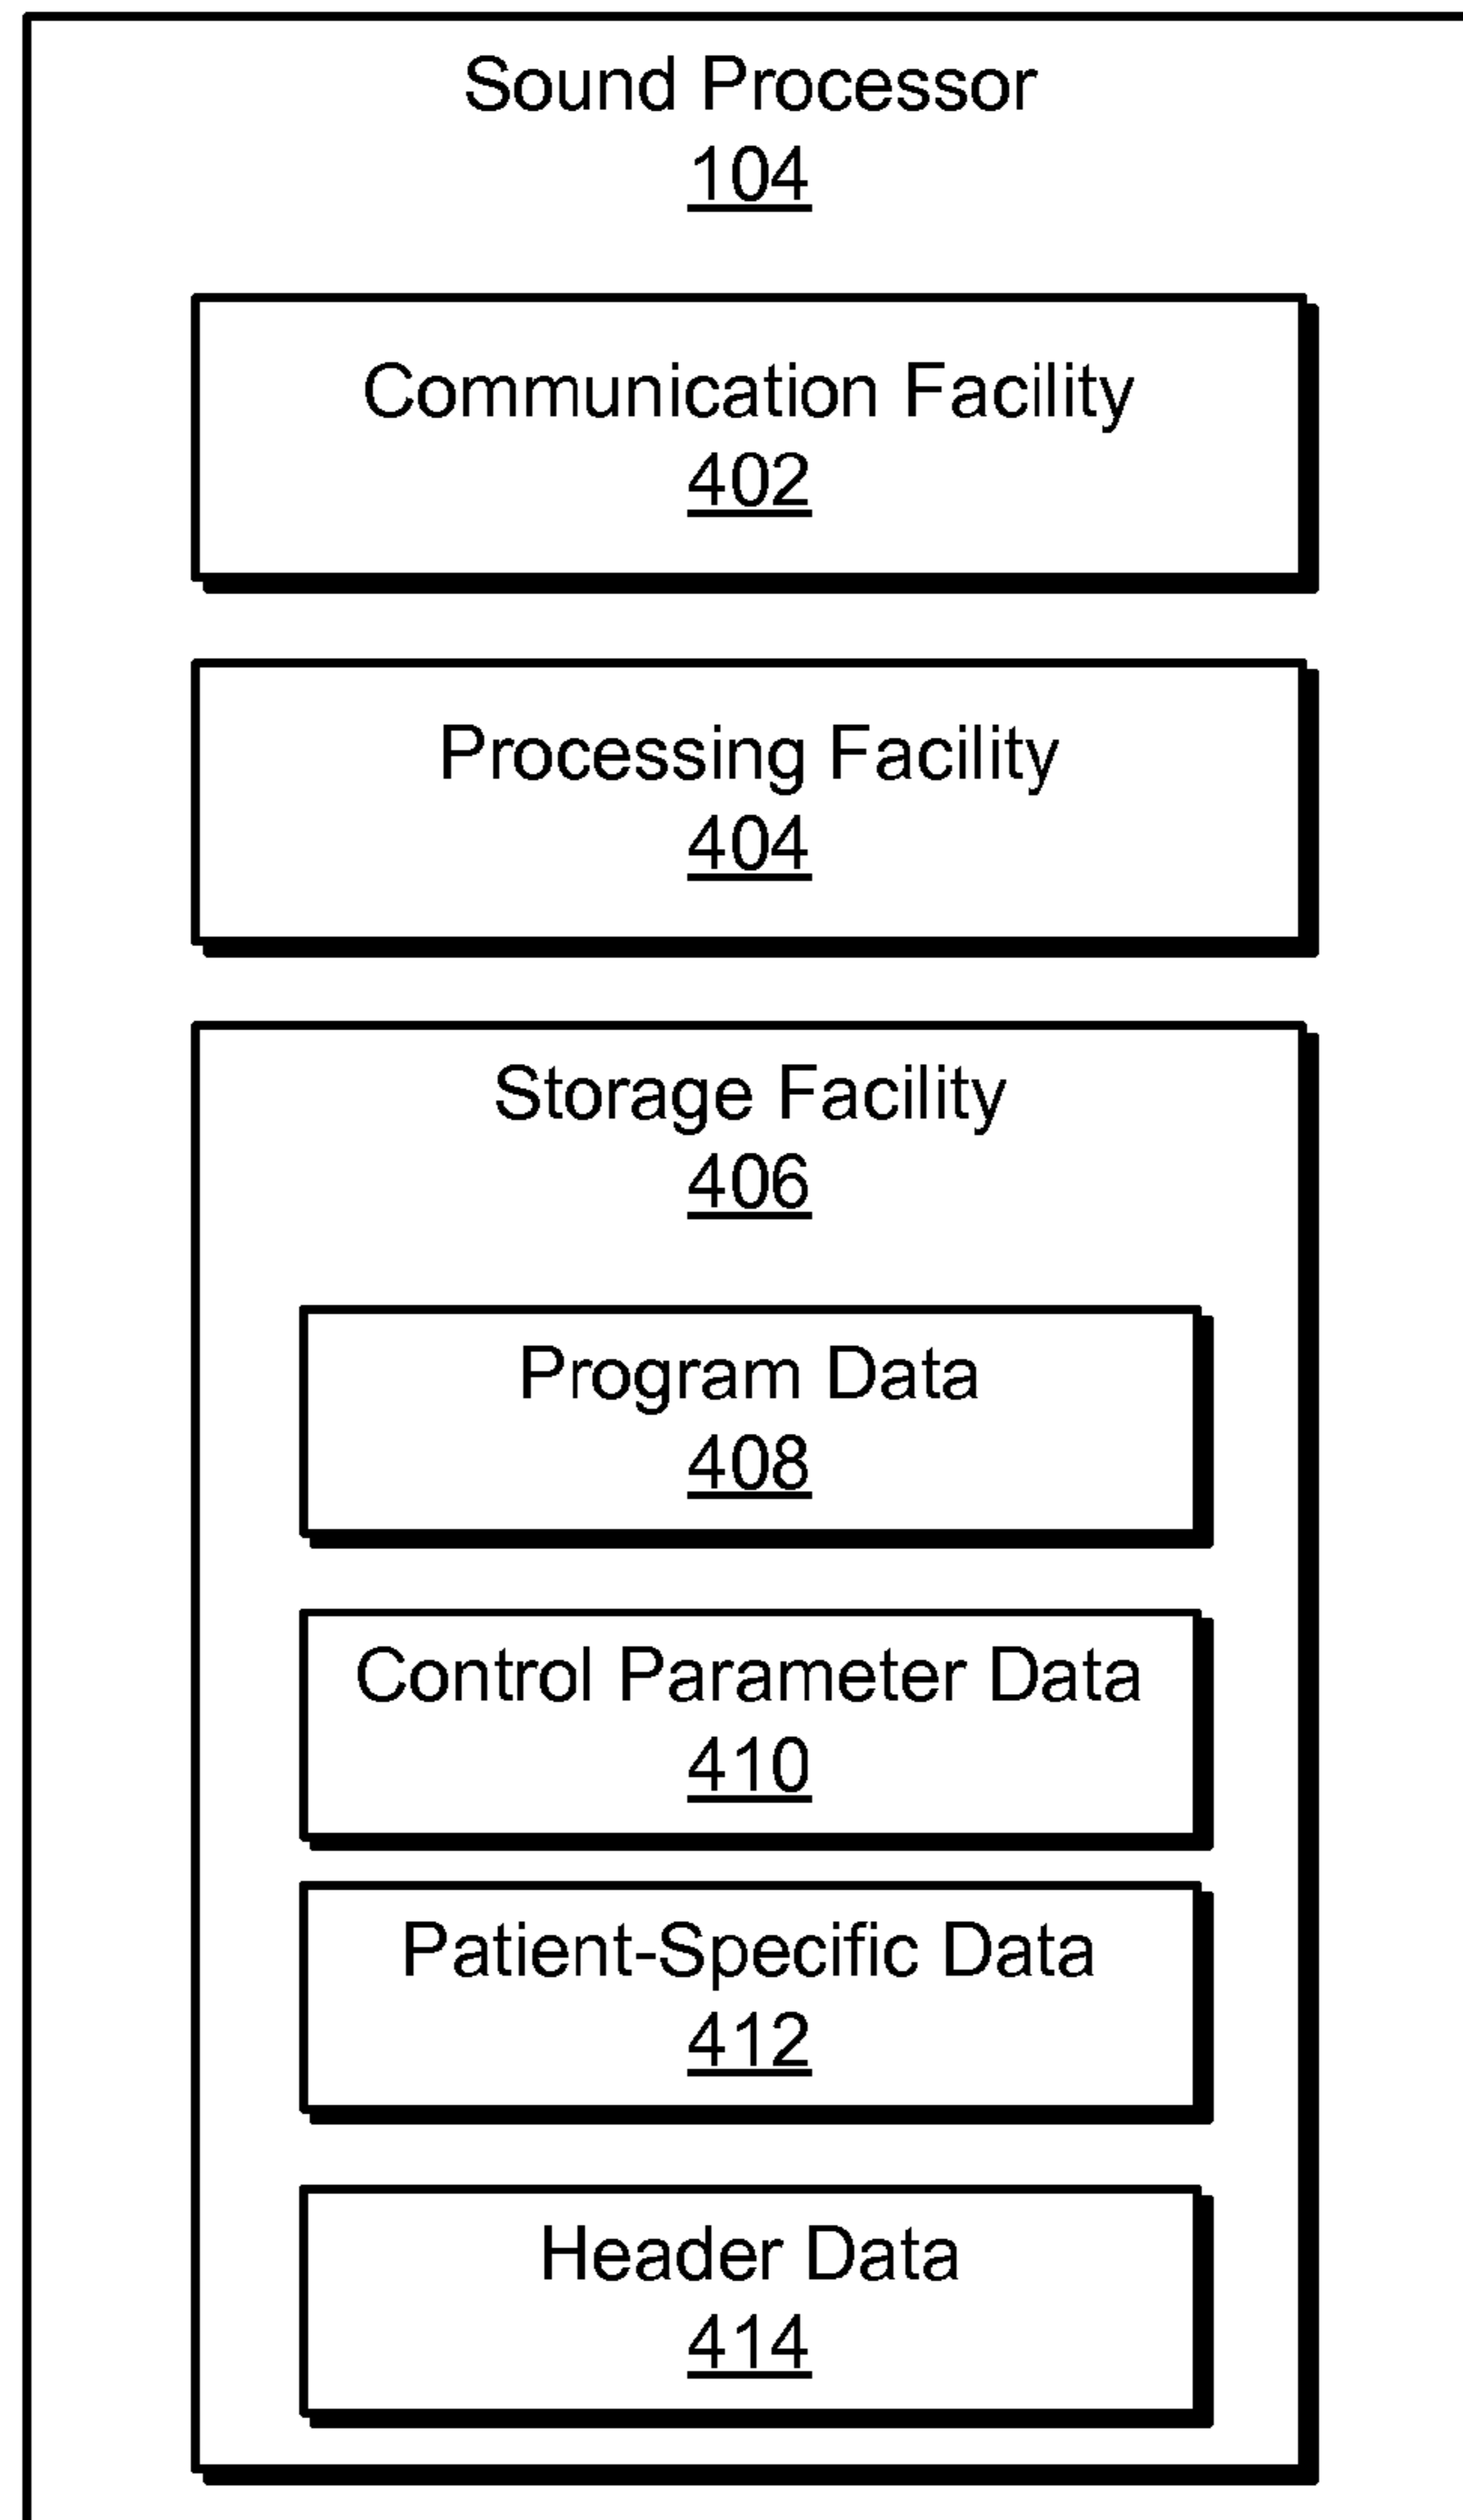 Sound Processor
104
Communication Facility
402
Processing Facility
404
Storage Facility
406
Program Data
408
Control Parameter Data
410
Patient-Specific Data
412
Header Data
414